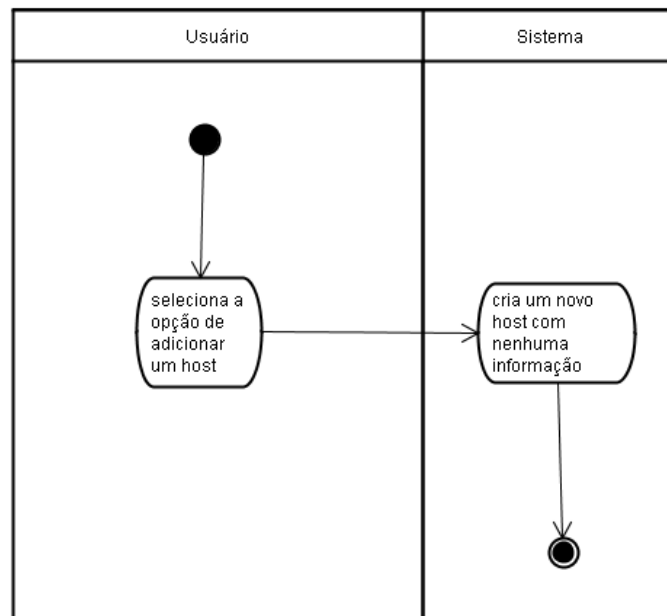 Usuário
Sistema
seleciona a
opção de
adicionar
um host
cria um novo
host com
nenhuma
informação